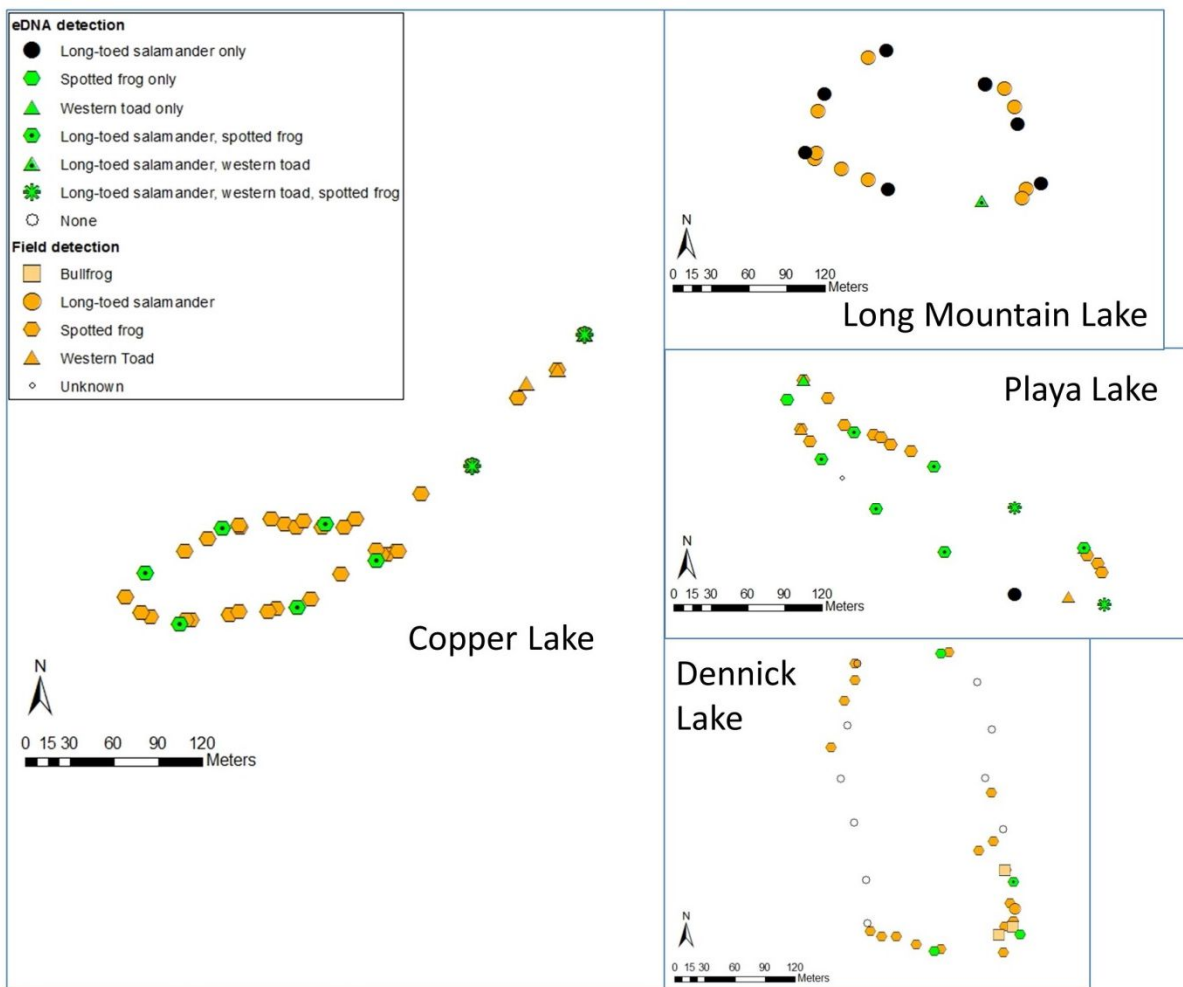 eDNA detection
Long-toed salamander only
Spotted frog only
Western toad only
Long-toed salamander, spotted frog
Long-toed salamander, western toad
Long-toed salamander, western toad, spotted frog
None
Field detection
Bullfrog
Long-toed salamander
Spotted frog
Western Toad
Unknown
Copper Lake
N
0 15 30 60 90 120
Meters
N
0 15 30 60 90 120
Meters
Long Mountain Lake
Playa Lake
N
0 15 30 60 90 120
Meters
Dennick
Lake
N
0 15 30 60 90 120
Meters